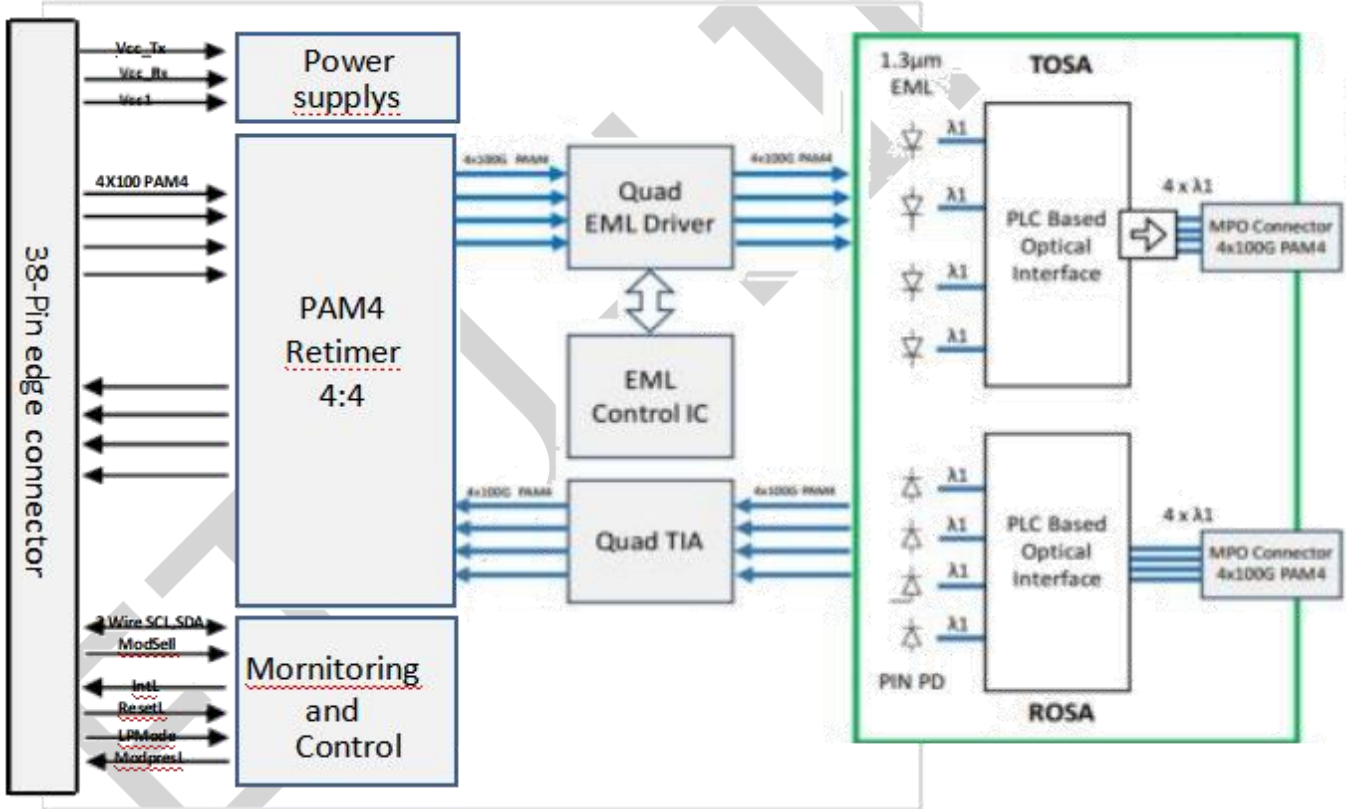 38-Pin edge connector
Vcc_Tx
Vcc_Rx
Vcc1
Power
supplys
4X100 PAM4
PAM4
Retimer
4:4
4x100G PAM4
Quad
EML Driver
4x100G PAM4
EML
Control IC
4x100G PAM4
Quad TIA
4x100G PAM4
2 Wire SCL,SDA
ModSell
IntL
ResetL
LPMode
ModpresL
Mornitoring
and
Control
1.3µm
EML
TOSA
λ1
λ1
λ1
λ1
PLC Based
Optical
Interface
4 x λ1
MPO Connector
4x100G PAM4
λ1
λ1
λ1
λ1
PIN PD
PLC Based
Optical
Interface
4 x λ1
MPO Connector
4x100G PAM4
ROSA